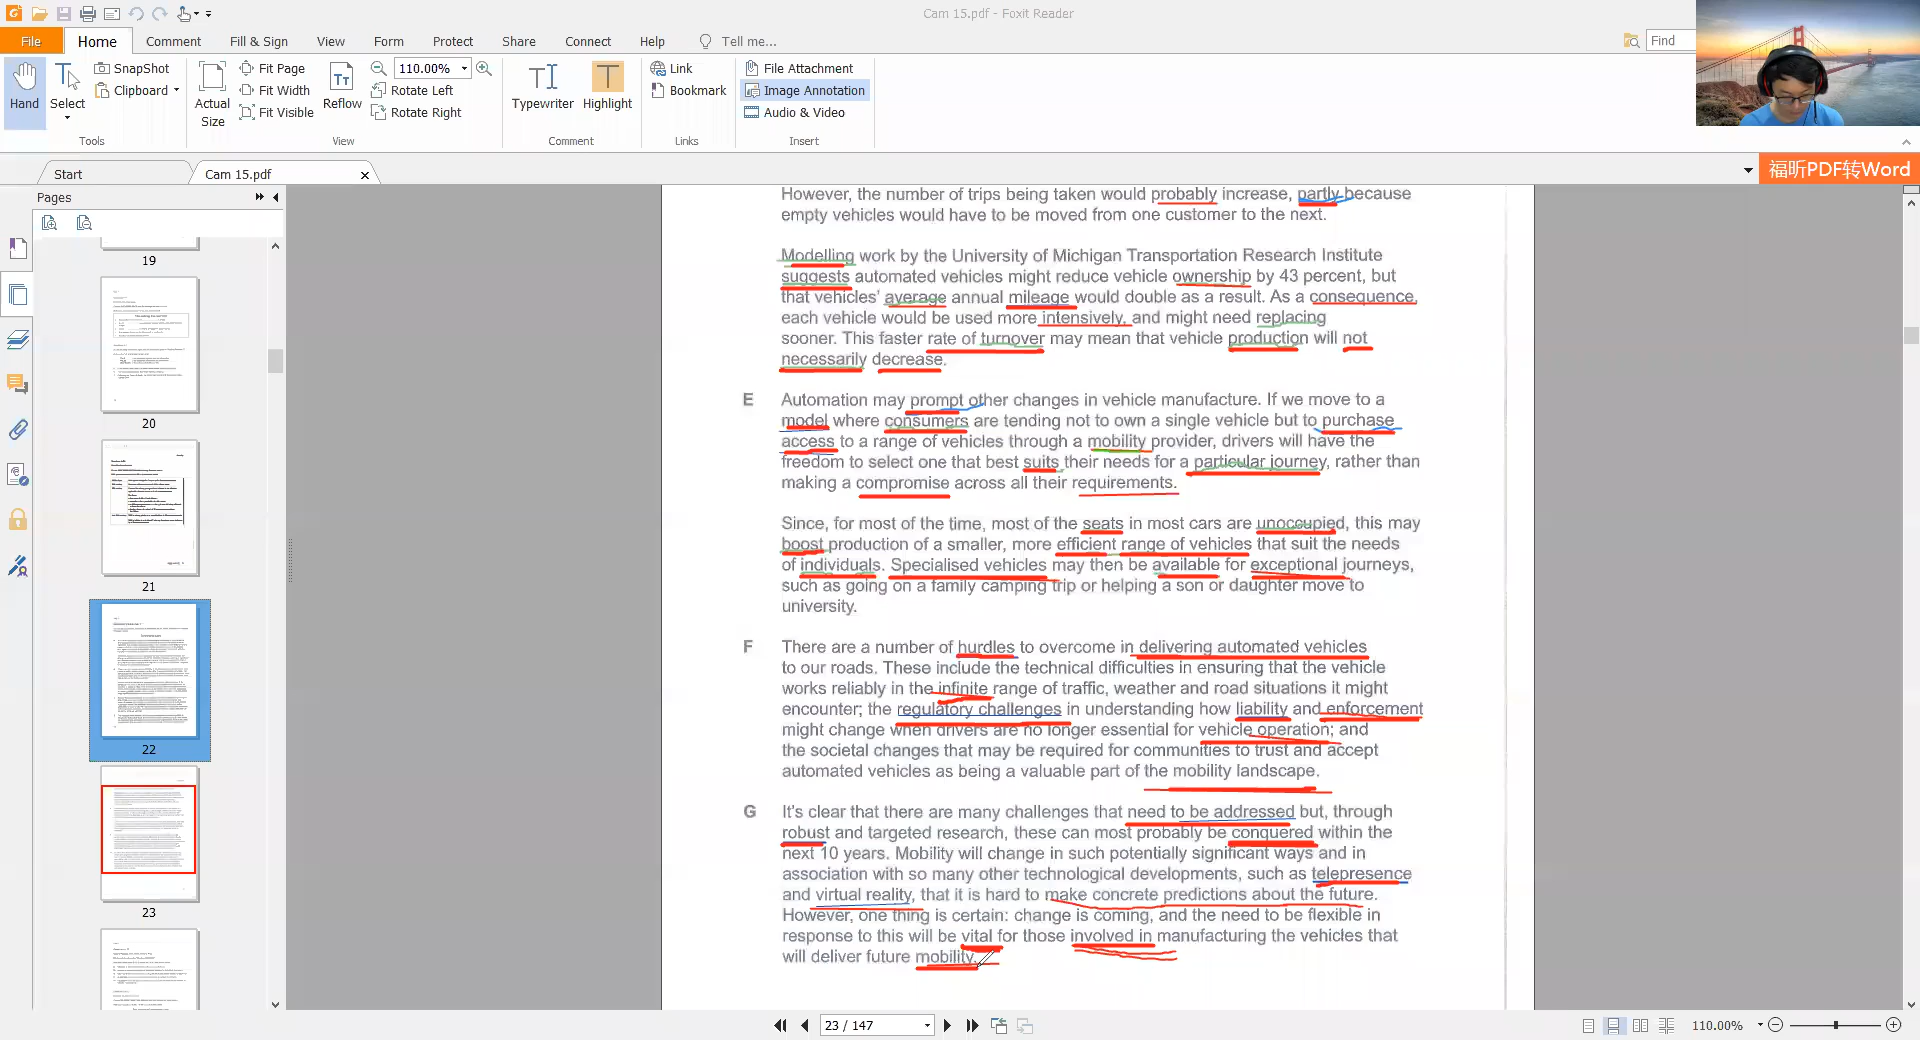 Cam 15.pdf - Foxit Reader
File Home Comment Fill & Sign View Form Protect Share Connect Help Tell me... Find
Hand
Select
SnapShot
Clipboard
Tools
Actual Size
Fit Page
Fit Width
Fit Visible
Reflow
110.00%
Rotate Left
Rotate Right
View
Typewriter
Highlight
Comment
Link
Bookmark
Links
File Attachment
Image Annotation
Audio & Video
Insert
Start
Cam 15.pdf
福昕PDF转Word
Pages
19
20
21
22
23
However, the number of trips being taken would probably increase, partly because
empty vehicles would have to be moved from one customer to the next.
Modelling work by the University of Michigan Transportation Research Institute
suggests automated vehicles might reduce vehicle ownership by 43 percent, but
that vehicles' average annual mileage would double as a result. As a consequence,
each vehicle would be used more intensively, and might need replacing
sooner. This faster rate of turnover may mean that vehicle production will not
necessarily decrease.
E Automation may prompt other changes in vehicle manufacture. If we move to a
model where consumers are tending not to own a single vehicle but to purchase
access to a range of vehicles through a mobility provider, drivers will have the
freedom to select one that best suits their needs for a particular journey, rather than
making a compromise across all their requirements.
Since, for most of the time, most of the seats in most cars are unoccupied, this may
boost production of a smaller, more efficient range of vehicles that suit the needs
of individuals. Specialised vehicles may then be available for exceptional journeys,
such as going on a family camping trip or helping a son or daughter move to
university.
F There are a number of hurdles to overcome in delivering automated vehicles
to our roads. These include the technical difficulties in ensuring that the vehicle
works reliably in the infinite range of traffic, weather and road situations it might
encounter; the regulatory challenges in understanding how liability and enforcement
might change when drivers are no longer essential for vehicle operation; and
the societal changes that may be required for communities to trust and accept
automated vehicles as being a valuable part of the mobility landscape.
G It's clear that there are many challenges that need to be addressed but, through
robust and targeted research, these can most probably be conquered within the
next 10 years. Mobility will change in such potentially significant ways and in
association with so many other technological developments, such as telepresence
and virtual reality, that it is hard to make concrete predictions about the future.
However, one thing is certain: change is coming, and the need to be flexible in
response to this will be vital for those involved in manufacturing the vehicles that
will deliver future mobility.
23 / 147
110.00%